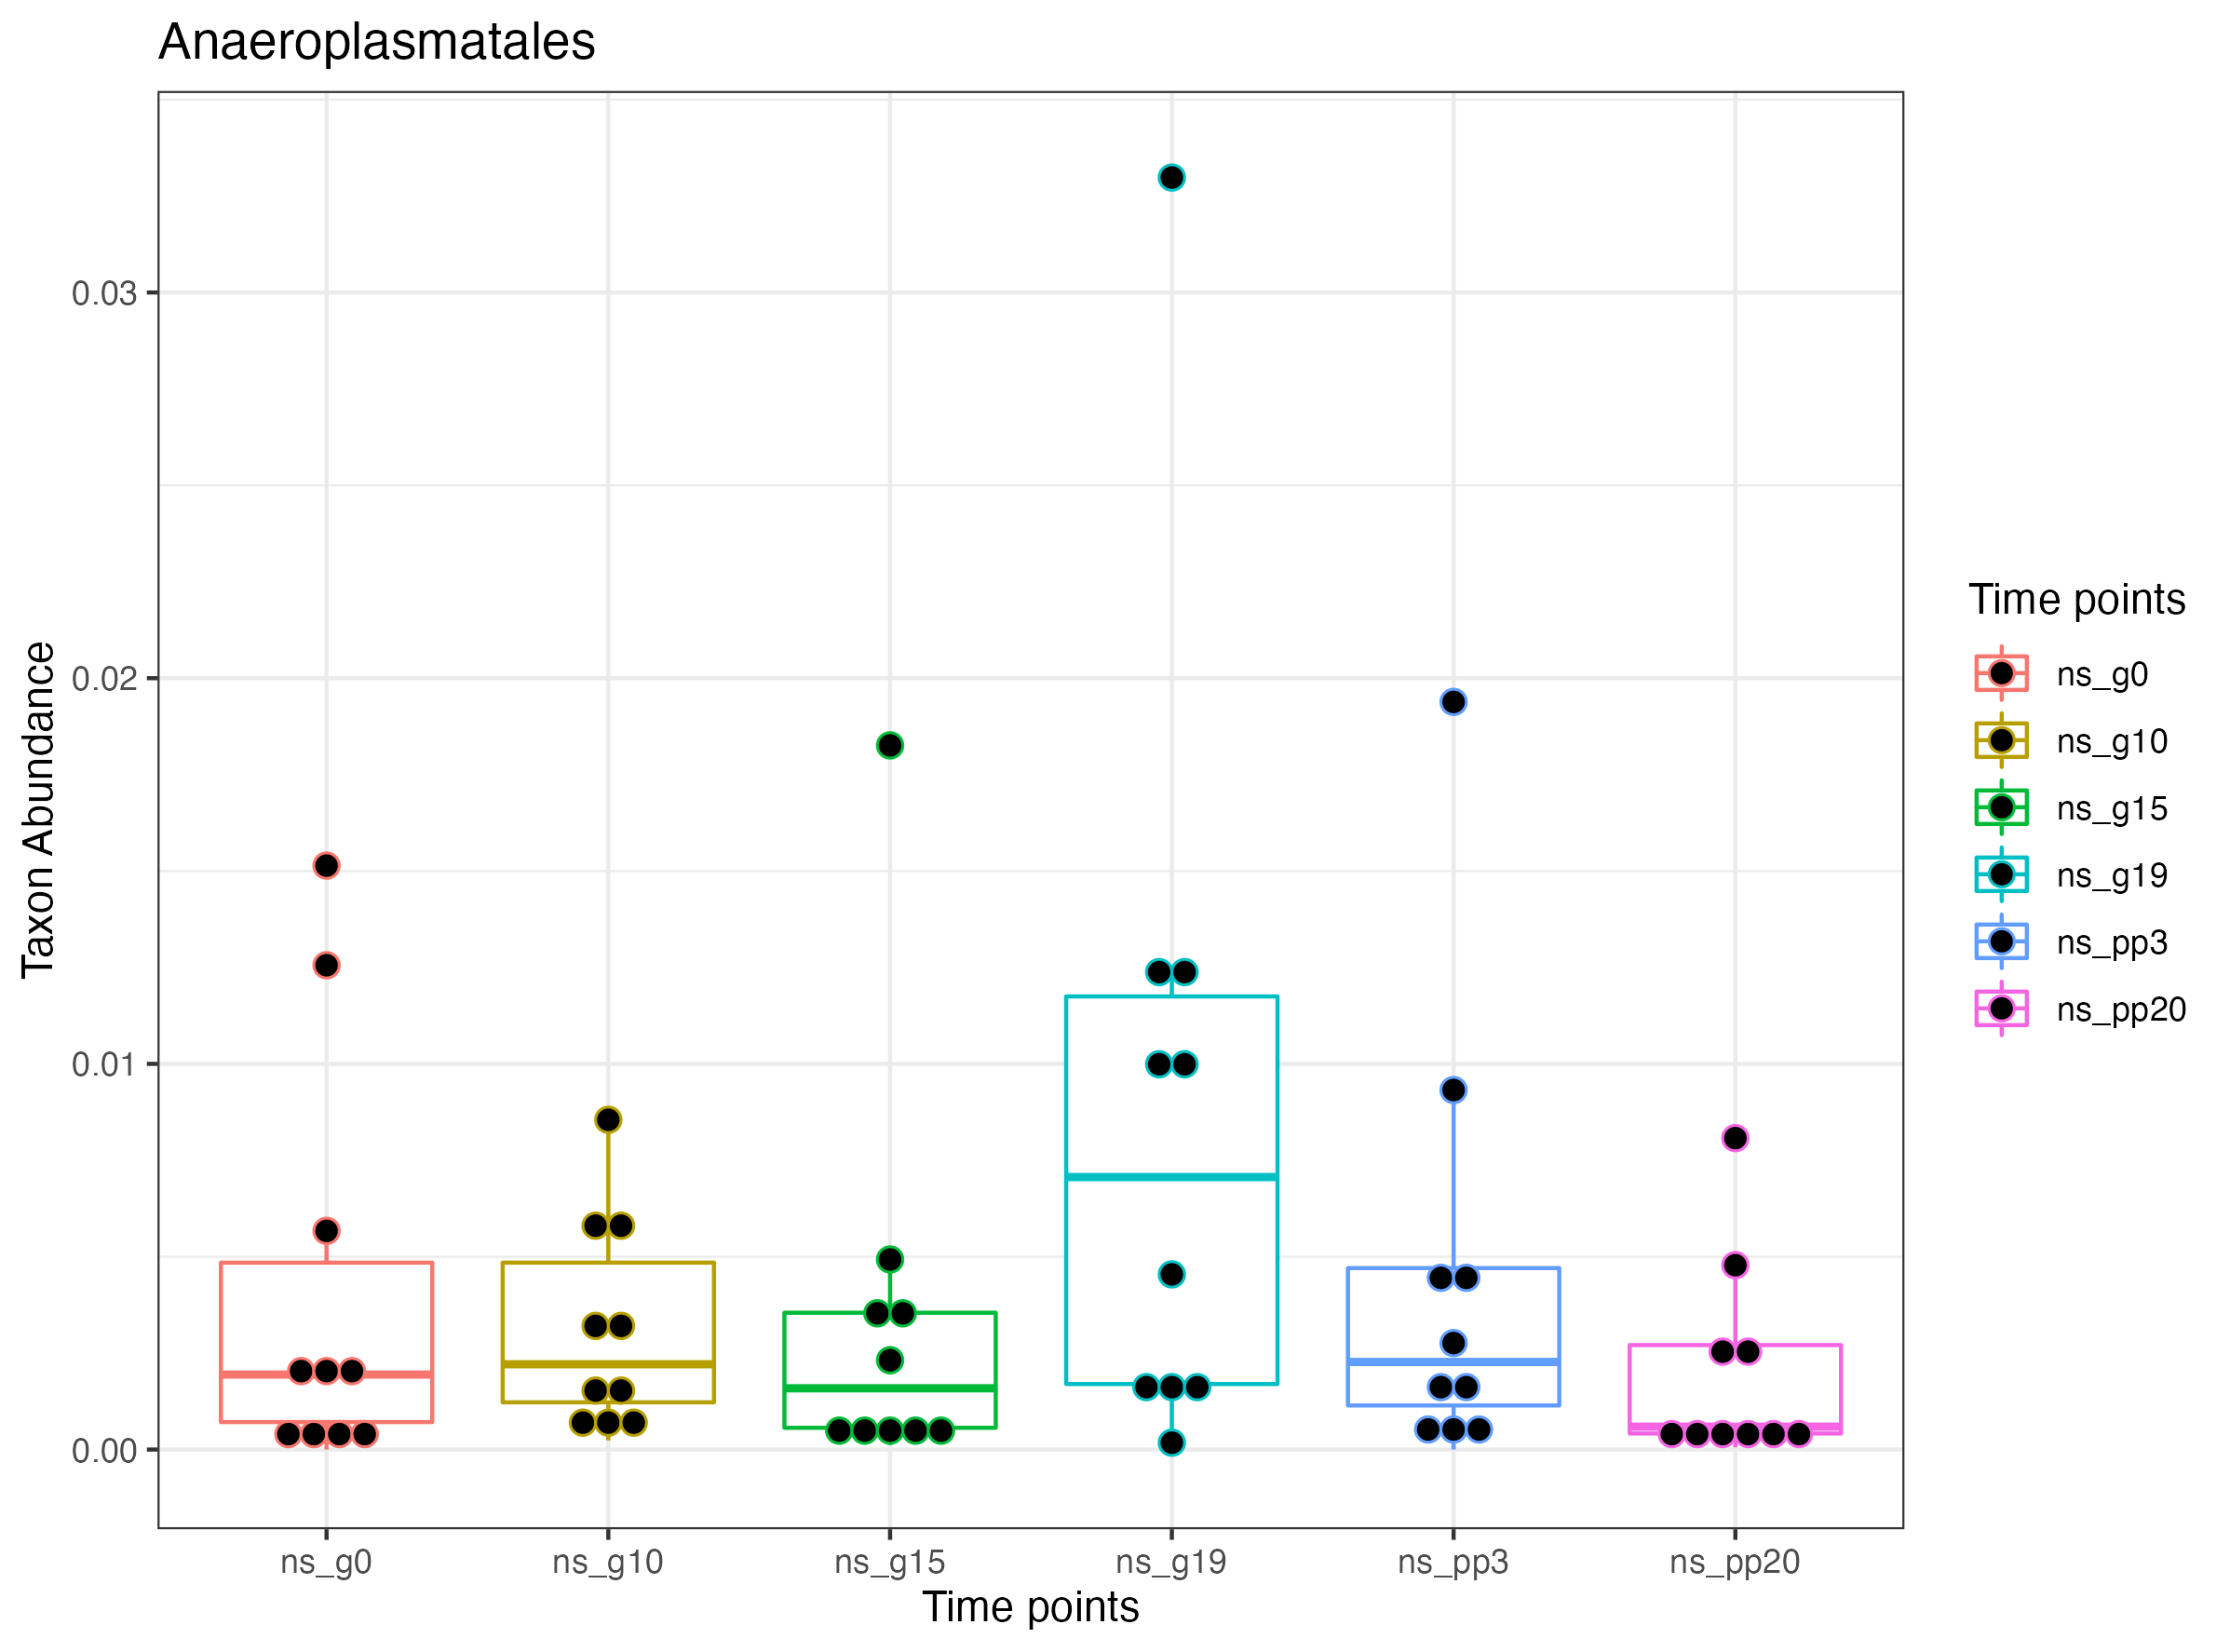 Anaeroplasmatales
Taxon Abundance
0.03
0.02
0.01
0.00
ns_g0
ns_g10
ns_g15
ns_g19
ns_pp3
ns_pp20
Time points
Time points
ns_g0
ns_g10
ns_g15
ns_g19
ns_pp3
ns_pp20